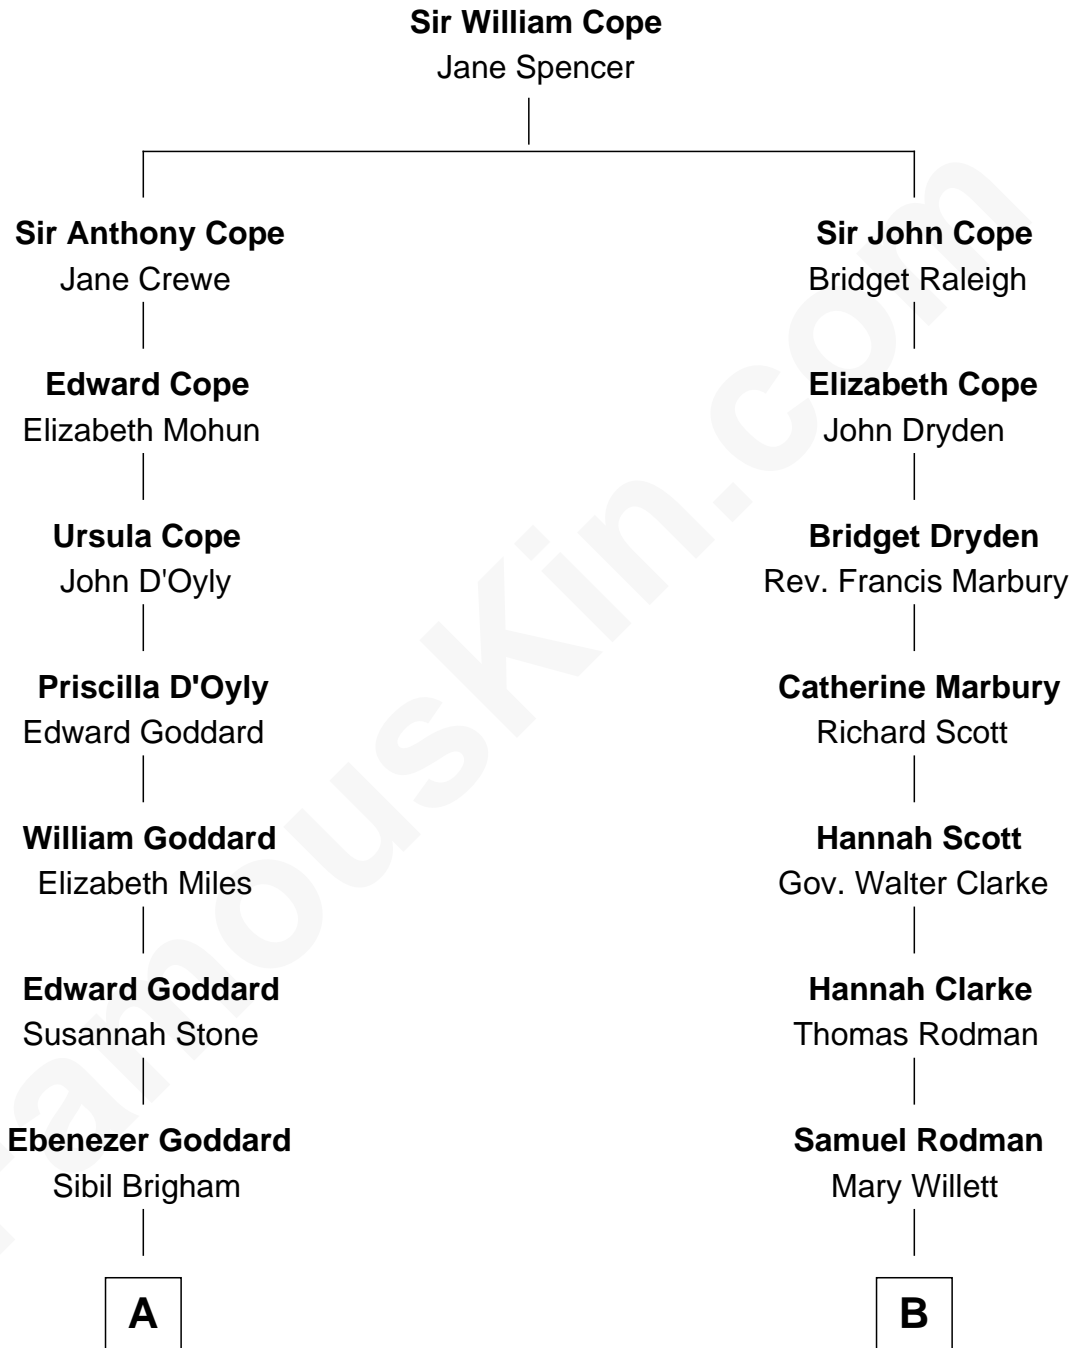 Sir William Cope
Jane Spencer
Sir Anthony Cope
Jane Crewe
Sir John Cope
Bridget Raleigh
Edward Cope
Elizabeth Mohun
Elizabeth Cope
John Dryden
Ursula Cope
John D'Oyly
Bridget Dryden
Rev. Francis Marbury
Priscilla D'Oyly
Edward Goddard
Catherine Marbury
Richard Scott
William Goddard
Elizabeth Miles
Hannah Scott
Gov. Walter Clarke
Edward Goddard
Susannah Stone
Hannah Clarke
Thomas Rodman
Ebenezer Goddard
Sibil Brigham
Samuel Rodman
Mary Willett
A
B
FamousKin.com